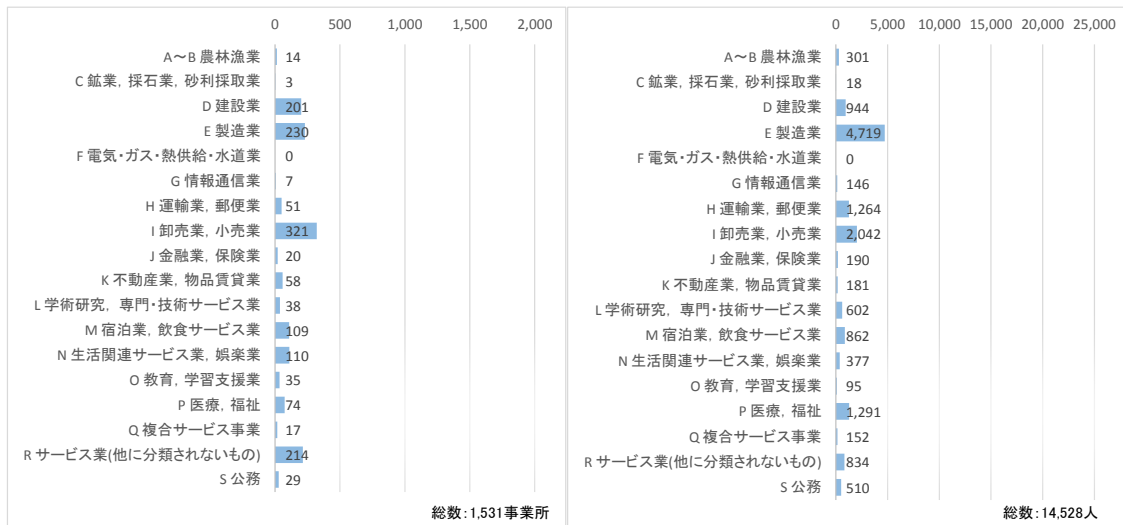 0 500 1,000 1,500 2,000
A～B 農林漁業 14
C 鉱業, 採石業, 砂利採取業 3
D 建設業 201
E 製造業 230
F 電気・ガス・熱供給・水道業 0
G 情報通信業 7
H 運輸業, 郵便業 51
I 卸売業, 小売業 321
J 金融業, 保険業 20
K 不動産業, 物品賃貸業 58
L 学術研究, 専門・技術サービス業 38
M 宿泊業, 飲食サービス業 109
N 生活関連サービス業, 娯楽業 110
O 教育, 学習支援業 35
P 医療, 福祉 74
Q 複合サービス事業 17
R サービス業(他に分類されないもの) 214
S 公務 29
総数：1,531事業所
0 5,000 10,000 15,000 20,000 25,000
A～B 農林漁業 301
C 鉱業, 採石業, 砂利採取業 18
D 建設業 944
E 製造業 4,719
F 電気・ガス・熱供給・水道業 0
G 情報通信業 146
H 運輸業, 郵便業 1,264
I 卸売業, 小売業 2,042
J 金融業, 保険業 190
K 不動産業, 物品賃貸業 181
L 学術研究, 専門・技術サービス業 602
M 宿泊業, 飲食サービス業 862
N 生活関連サービス業, 娯楽業 377
O 教育, 学習支援業 95
P 医療, 福祉 1,291
Q 複合サービス事業 152
R サービス業(他に分類されないもの) 834
S 公務 510
総数：14,528人